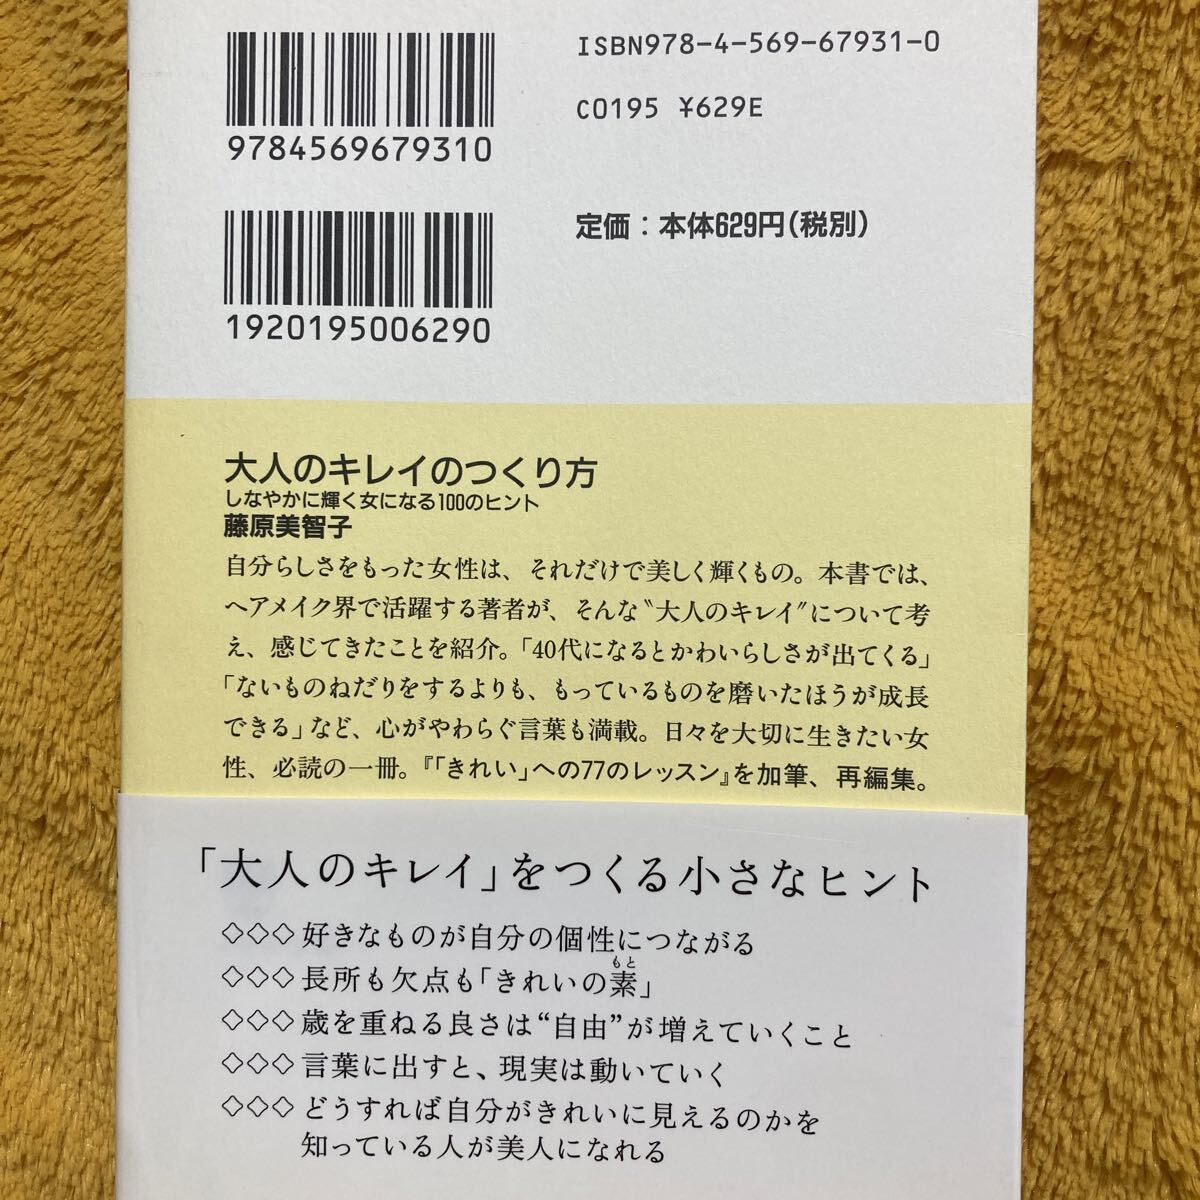 ISBN978-4-569-67931-0
C0195 ¥629E
9784569679310
定価：本体629円(税別)
1920195006290
大人のキレイのつくり方
しなやかに輝く女になる100のヒント
藤原美智子
自分らしさをもった女性は、それだけで美しく輝くもの。本書では、
ヘアメイク界で活躍する著者が、そんな〝大人のキレイ〟について考
え、感じてきたことを紹介。「40代になるとかわいらしさが出てくる」
「ないものねだりをするよりも、もっているものを磨いたほうが成長
できる」など、心がやわらぐ言葉も満載。日々を大切に生きたい女
性、必読の一冊。『「きれい」への77のレッスン』を加筆、再編集。
「大人のキレイ」をつくる小さなヒント
◇◇◇好きなものが自分の個性につながる
もと
◇◇◇長所も欠点も「きれいの素」
◇◇◇歳を重ねる良さは“自由”が増えていくこと
◇◇◇言葉に出すと、現実は動いていく
◇◇◇どうすれば自分がきれいに見えるのかを
知っている人が美人になれる